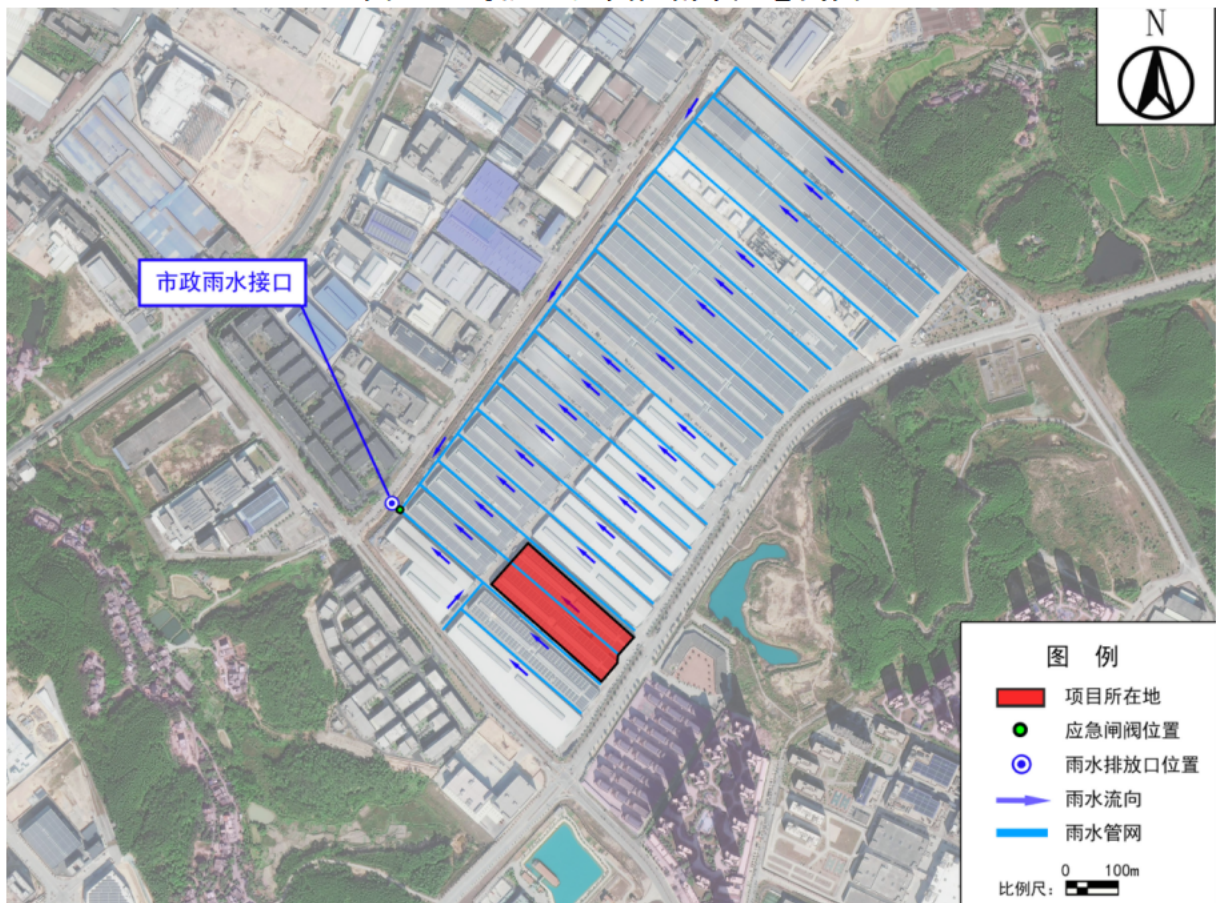 N
市政雨水接口
图 例
项目所在地
应急闸阀位置
雨水排放口位置
雨水流向
雨水管网
0 100m
比例尺：